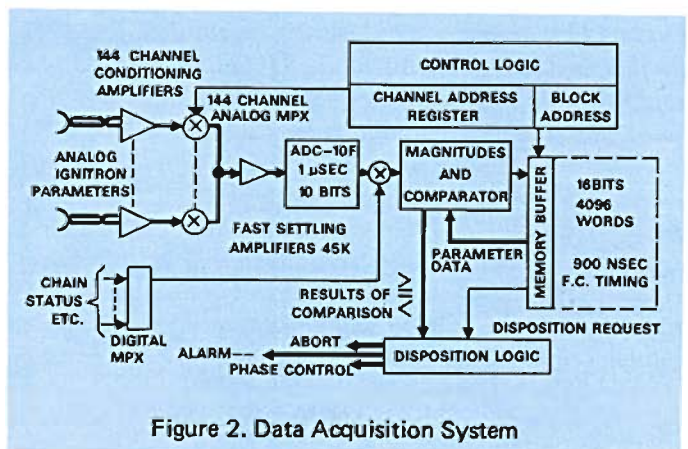 144 CHANNEL
CONDITIONING
AMPLIFIERS
144 CHANNEL
ANALOG MPX
CONTROL LOGIC
CHANNEL ADDRESS
REGISTER
BLOCK
ADDRESS
ANALOG
IGNITRON
PARAMETERS
ADC-10F
1 µSEC
10 BITS
MAGNITUDES
AND
COMPARATOR
MEMORY BUFFER
16BITS
4096
WORDS
900 NSEC
F.C. TIMING
FAST SETTLING
AMPLIFIERS 45K
PARAMETER
DATA
CHAIN
STATUS
ETC.
DIGITAL
MPX
RESULTS OF
COMPARISON
< = >
DISPOSITION REQUEST
ABORT
ALARM--
PHASE CONTROL
DISPOSITION LOGIC
Figure 2. Data Acquisition System